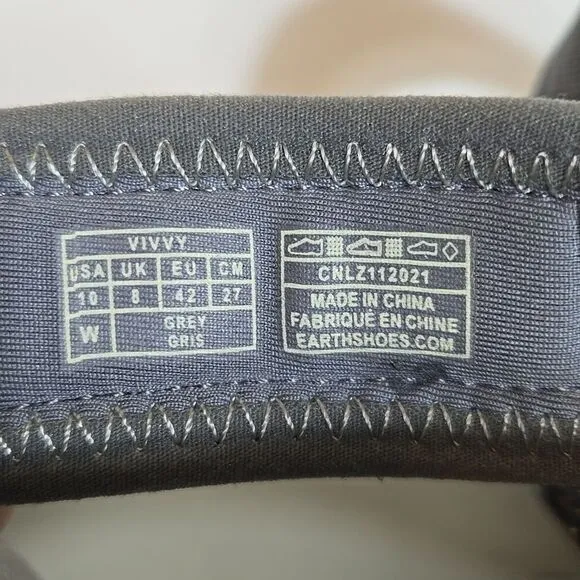 VIVVY
USA UK EU CM
10 8 42 27
W GREY
GRIS
CNLZ112021
MADE IN CHINA
FABRIQUE EN CHINE
EARTHSHOES.COM